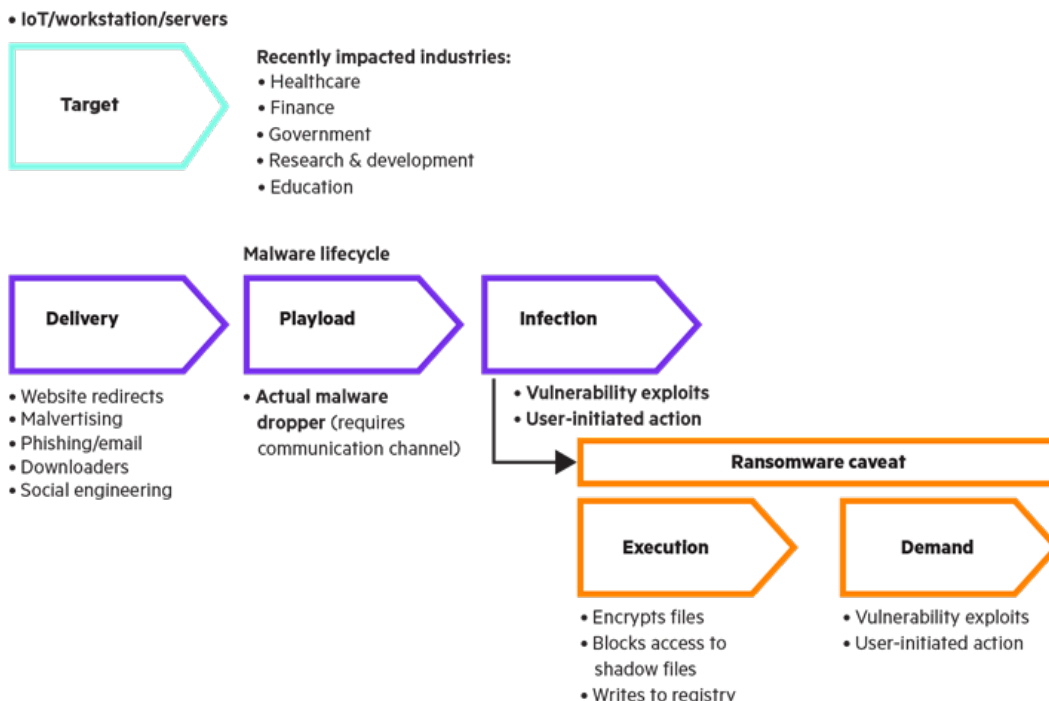 • IoT/workstation/servers
Target
Recently impacted industries:
• Healthcare
• Finance
• Government
• Research & development
• Education
Malware lifecycle
Delivery
• Website redirects
• Malvertising
• Phishing/email
• Downloaders
• Social engineering
Playload
• Actual malware
dropper (requires
communication channel)
Infection
• Vulnerability exploits
• User-initiated action
Ransomware caveat
Execution
• Encrypts files
• Blocks access to
shadow files
• Writes to registry
Demand
• Vulnerability exploits
• User-initiated action